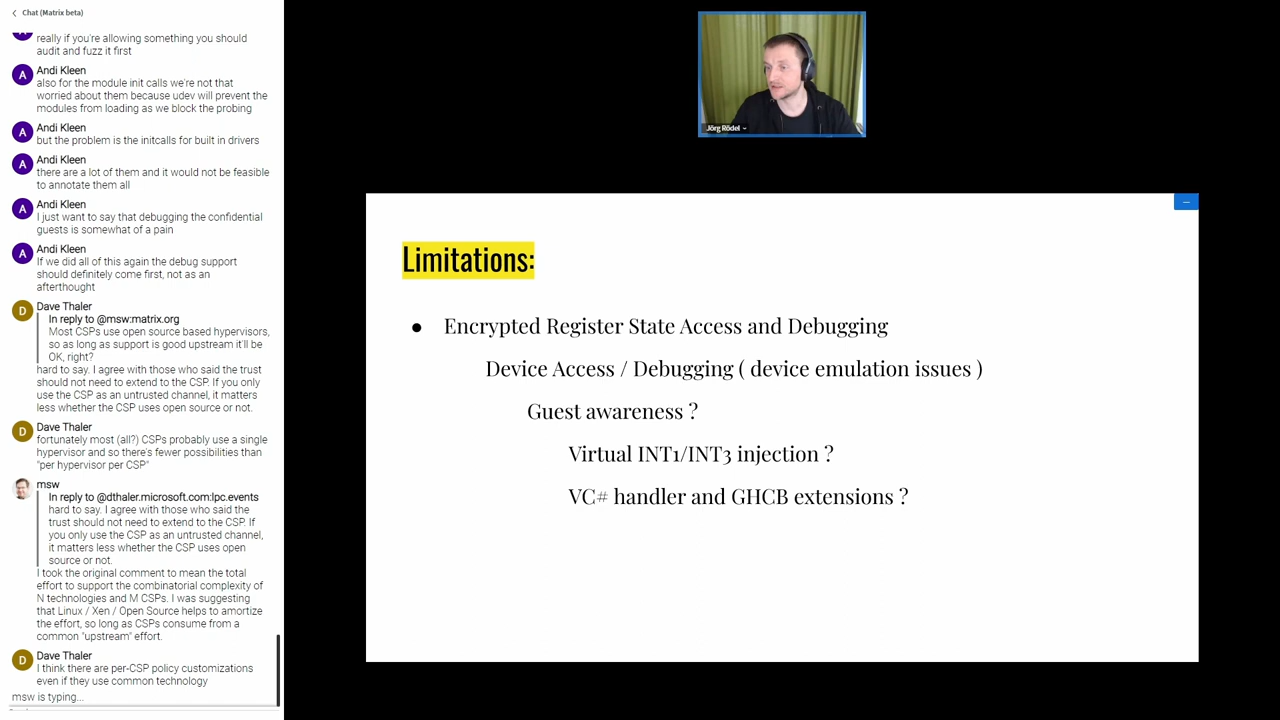 Chat (Matrix beta)
really if you're allowing something you should
audit and fuzz it first
A
Andi Kleen
also for the module init calls we're not that
worried about them because udev will prevent the
modules from loading as we block the probing
A
Andi Kleen
but the problem is the initcalls for built in drivers
A
Andi Kleen
there are a lot of them and it would not be feasible
to annotate them all
A
Andi Kleen
I just want to say that debugging the confidential
guests is somewhat of a pain
A
Andi Kleen
If we did all of this again the debug support
should definitely come first, not as an
afterthought
D
Dave Thaler
In reply to @msw:matrix.org
Most CSPs use open source based hypervisors,
so as long as support is good upstream it'll be
OK, right?
hard to say. I agree with those who said the trust
should not need to extend to the CSP. If you only
use the CSP as an untrusted channel, it matters
less whether the CSP uses open source or not.
D
Dave Thaler
fortunately most (all?) CSPs probably use a single
hypervisor and so there's fewer possibilities than
"per hypervisor per CSP"
msw
In reply to @dthaler.microsoft.com:lpc.events
hard to say. I agree with those who said the
trust should not need to extend to the CSP. If
you only use the CSP as an untrusted channel,
it matters less whether the CSP uses open
source or not.
I took the original comment to mean the total
effort to support the combinatorial complexity of
N technologies and M CSPs. I was suggesting
that Linux / Xen / Open Source helps to amortize
the effort, so long as CSPs consume from a
common "upstream" effort.
D
Dave Thaler
I think there are per-CSP policy customizations
even if they use common technology
msw is typing...
Jörg Rödel
Limitations:
● Encrypted Register State Access and Debugging
Device Access / Debugging ( device emulation issues )
Guest awareness ?
Virtual INT1/INT3 injection ?
VC# handler and GHCB extensions ?